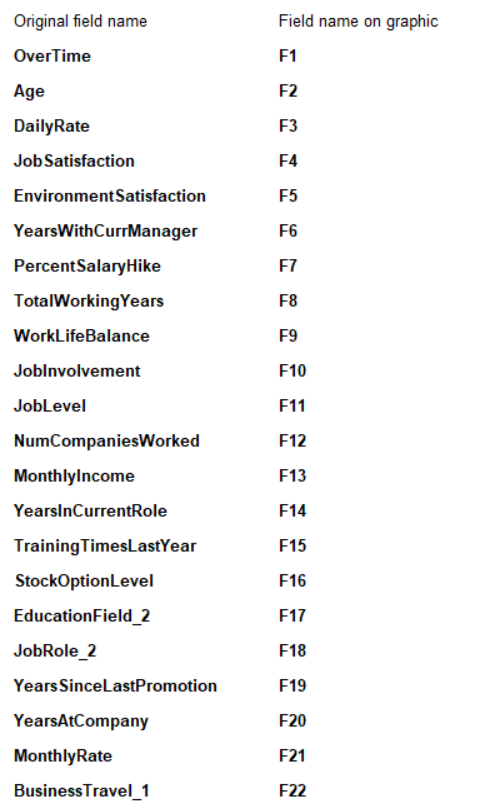 Original field name Field name on graphic
OverTime F1
Age F2
DailyRate F3
JobSatisfaction F4
EnvironmentSatisfaction F5
YearsWithCurrManager F6
PercentSalaryHike F7
TotalWorkingYears F8
WorkLifeBalance F9
JobInvolvement F10
JobLevel F11
NumCompaniesWorked F12
MonthlyIncome F13
YearsInCurrentRole F14
TrainingTimesLastYear F15
StockOptionLevel F16
EducationField_2 F17
JobRole_2 F18
YearsSinceLastPromotion F19
YearsAtCompany F20
MonthlyRate F21
BusinessTravel_1 F22